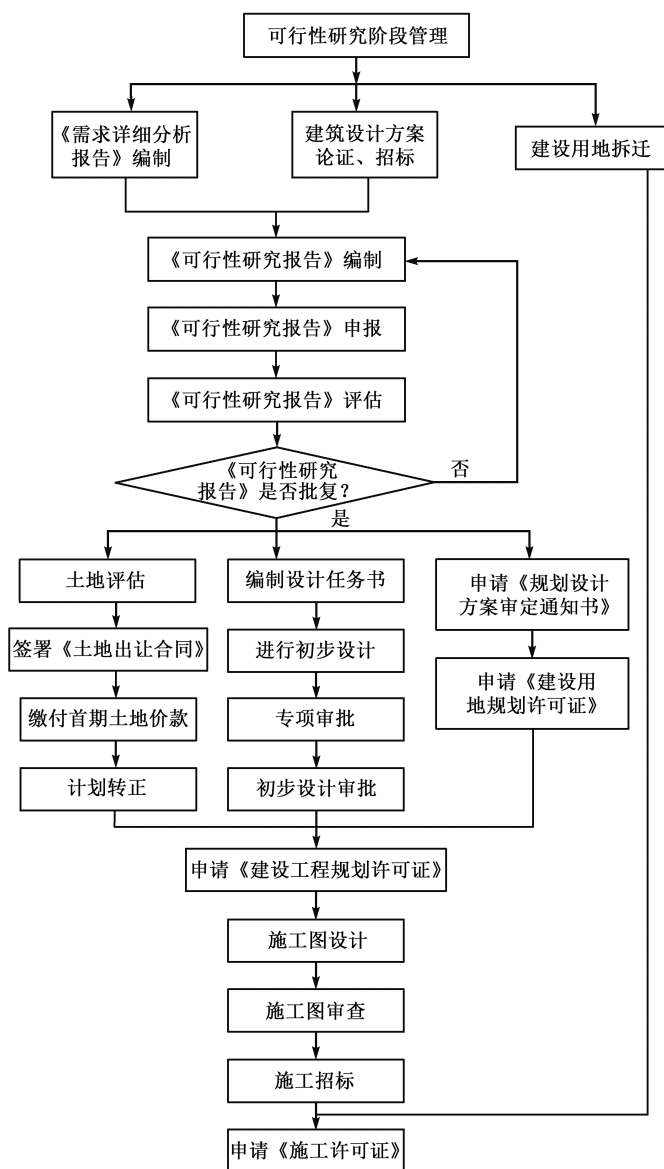 可行性研究阶段管理
《需求详细分析
报告》编制
建筑设计方案
论证、招标
建设用地拆迁
《可行性研究报告》编制
《可行性研究报告》申报
《可行性研究报告》评估
《可行性研究
报告》是否批复？
否
是
土地评估
编制设计任务书
申请《规划设计
方案审定通知书》
签署《土地出让合同》
进行初步设计
申请《建设用
地规划许可证》
缴付首期土地价款
专项审批
计划转正
初步设计审批
申请《建设工程规划许可证》
施工图设计
施工图审查
施工招标
申请《施工许可证》